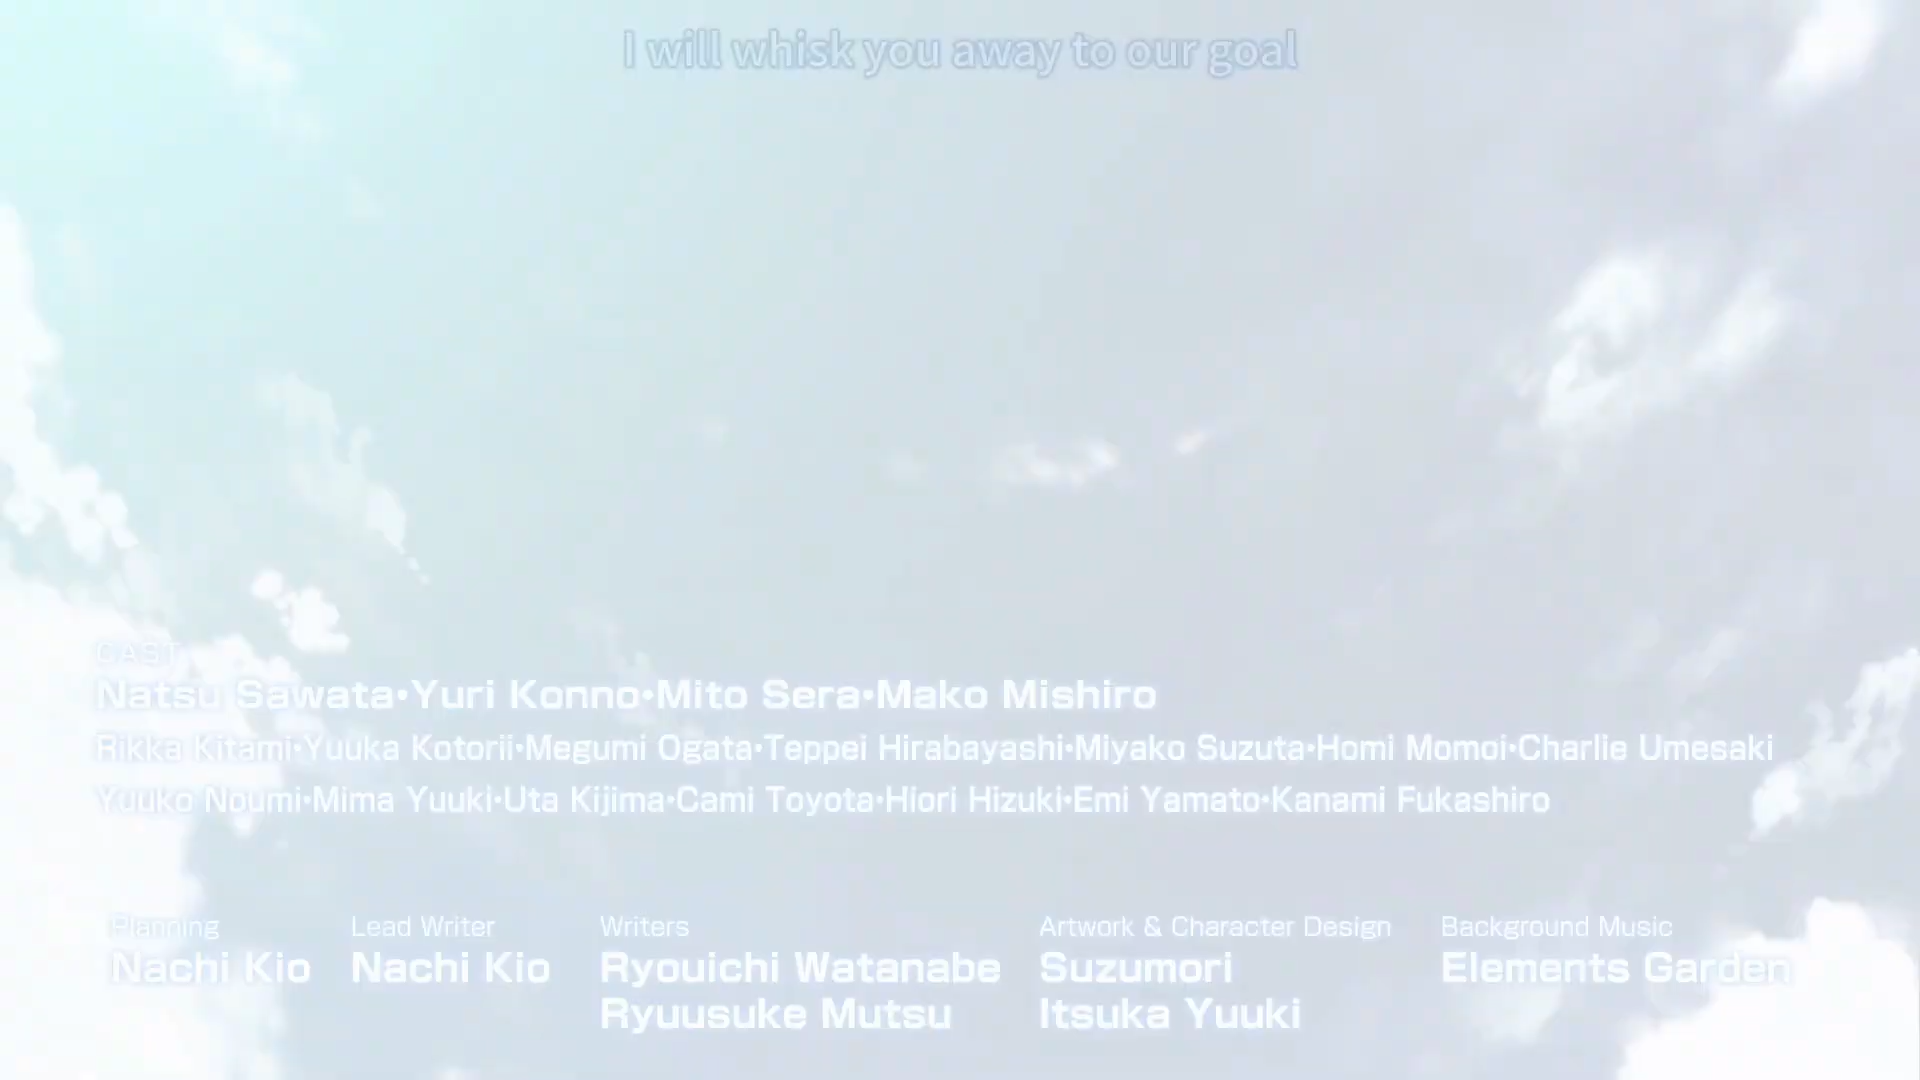 I will whisk you away to our goal
CAST
Natsu Sawata•Yuri Konno•Mito Sera•Mako Mishiro
Rikka Kitami•Yuuka Kotorii•Megumi Ogata•Teppei Hirabayashi•Miyako Suzuta•Homi Momoi•Charlie Umesaki
Yuuko Noumi•Mima Yuuki•Uta Kijima•Cami Toyota•Hiori Hizuki•Emi Yamato•Kanami Fukashiro
Planning
Nachi Kio
Lead Writer
Nachi Kio
Writers
Ryouichi Watanabe
Ryuusuke Mutsu
Artwork & Character Design
Suzumori
Itsuka Yuuki
Background Music
Elements Garden